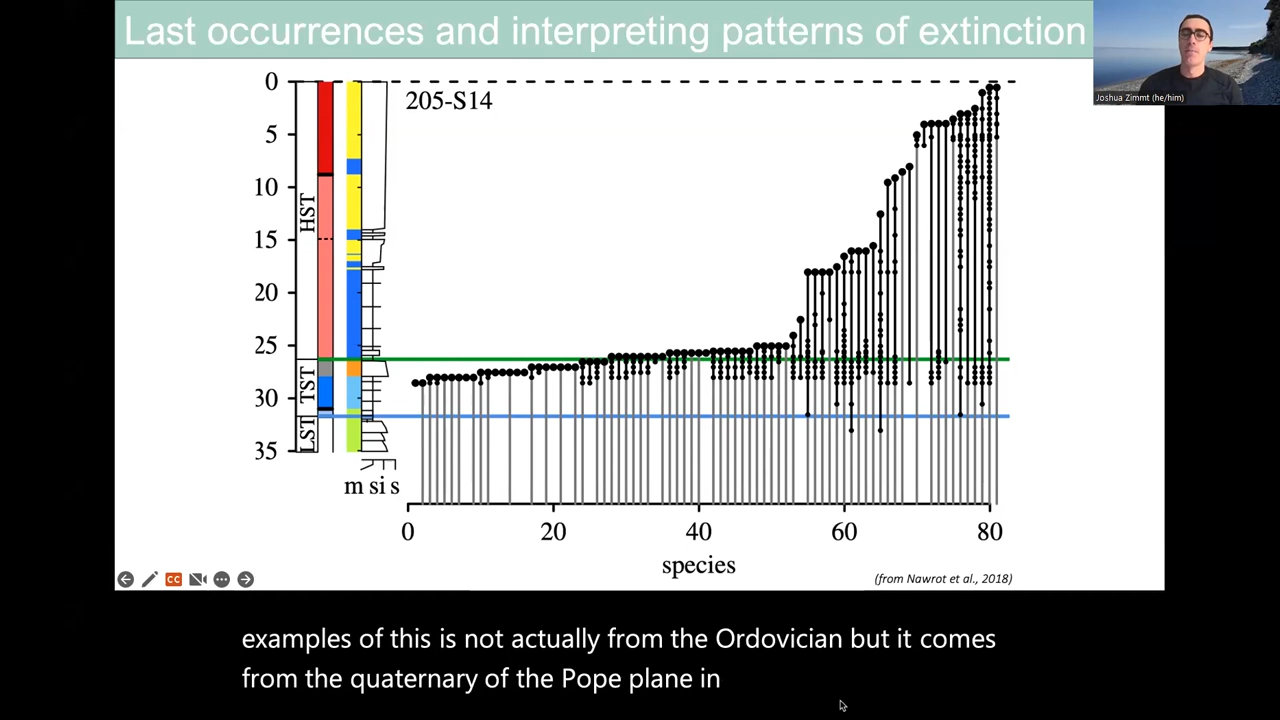 Last occurrences and interpreting patterns of extinction
Joshua Zimmt (he/him)
205-S14
0
5
10
15
20
25
30
35
HST
TST
LST
m si s
0 20 40 60 80
species
(from Nawrot et al., 2018)
CC
examples of this is not actually from the Ordovician but it comes
from the quaternary of the Pope plane in